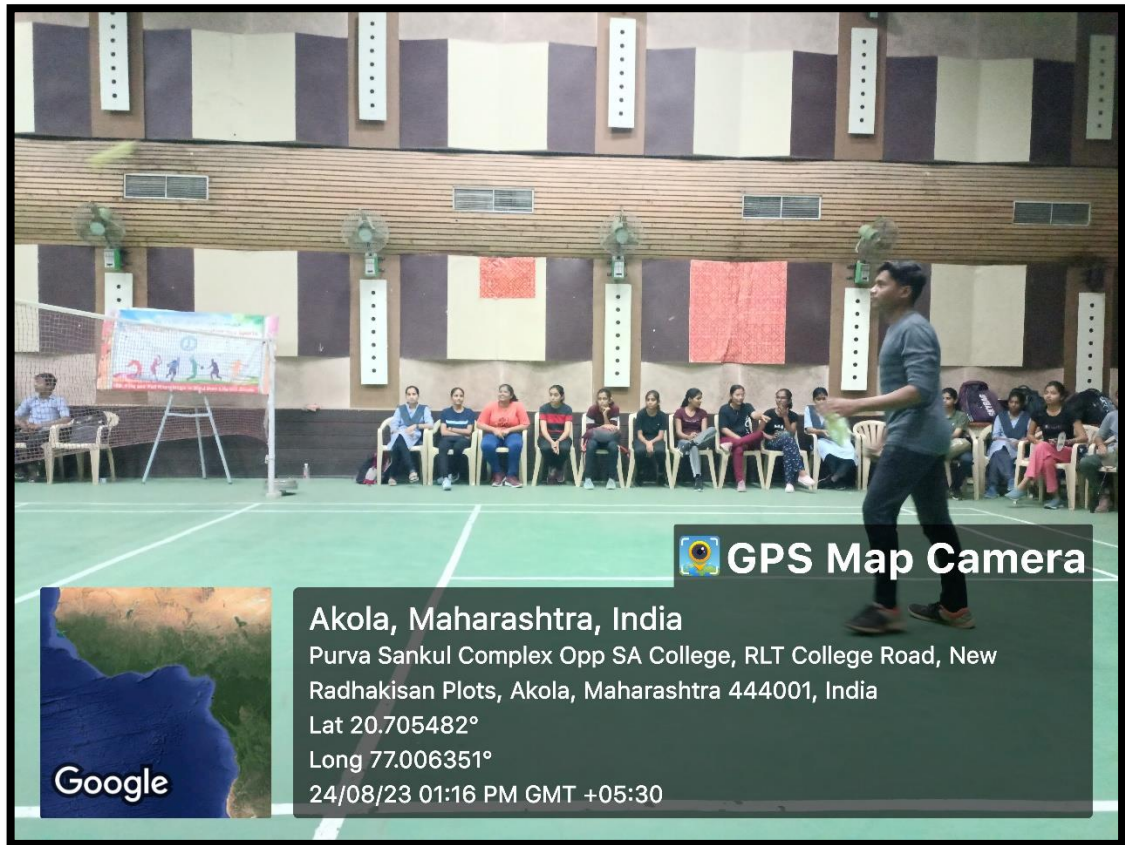 GPS Map Camera
Akola, Maharashtra, India
Purva Sankul Complex Opp SA College, RLT College Road, New
Radhakisan Plots, Akola, Maharashtra 444001, India
Lat 20.705482°
Long 77.006351°
24/08/23 01:16 PM GMT +05:30
Google